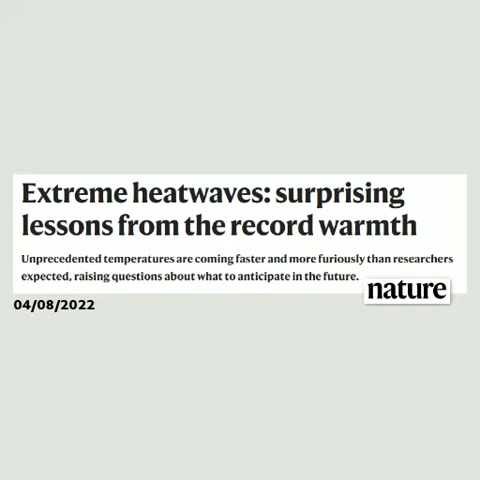 Extreme heatwaves: surprising
lessons from the record warmth
Unprecedented temperatures are coming faster and more furiously than researchers
expected, raising questions about what to anticipate in the future.
nature
04/08/2022